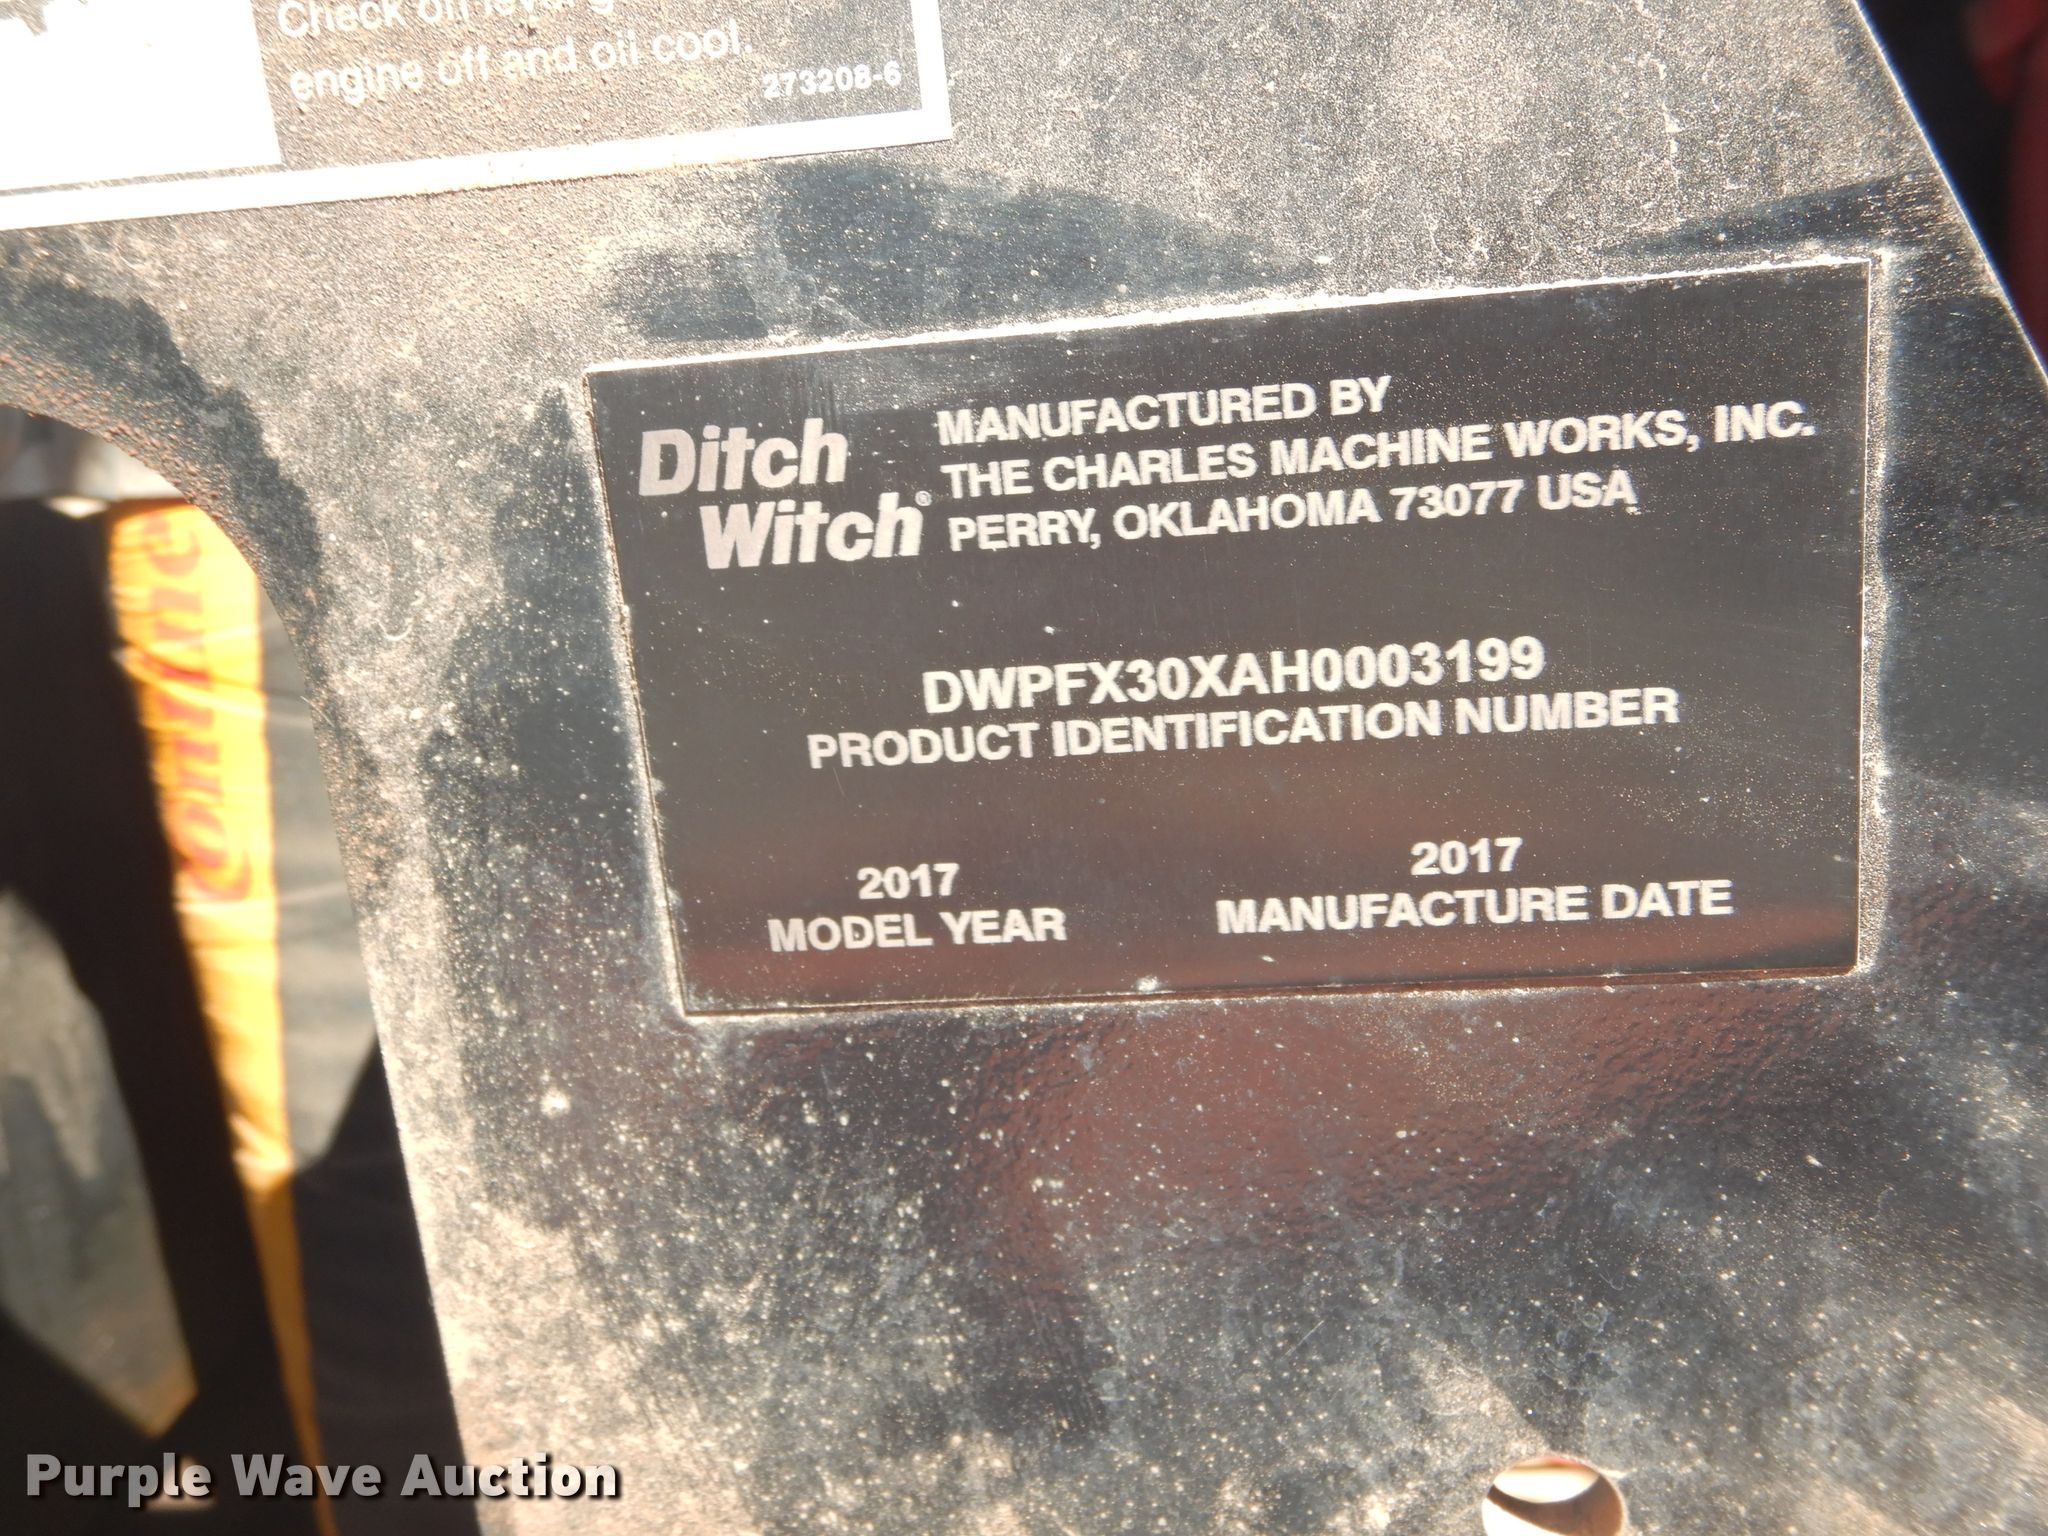 Check oil
engine off and oil cool.
273208-6
Ditch
Witch®
MANUFACTURED BY
THE CHARLES MACHINE WORKS, INC.
PERRY, OKLAHOMA 73077 USA
DWPFX30XAH0003199
PRODUCT IDENTIFICATION NUMBER
2017
MODEL YEAR
2017
MANUFACTURE DATE
Purple Wave Auction